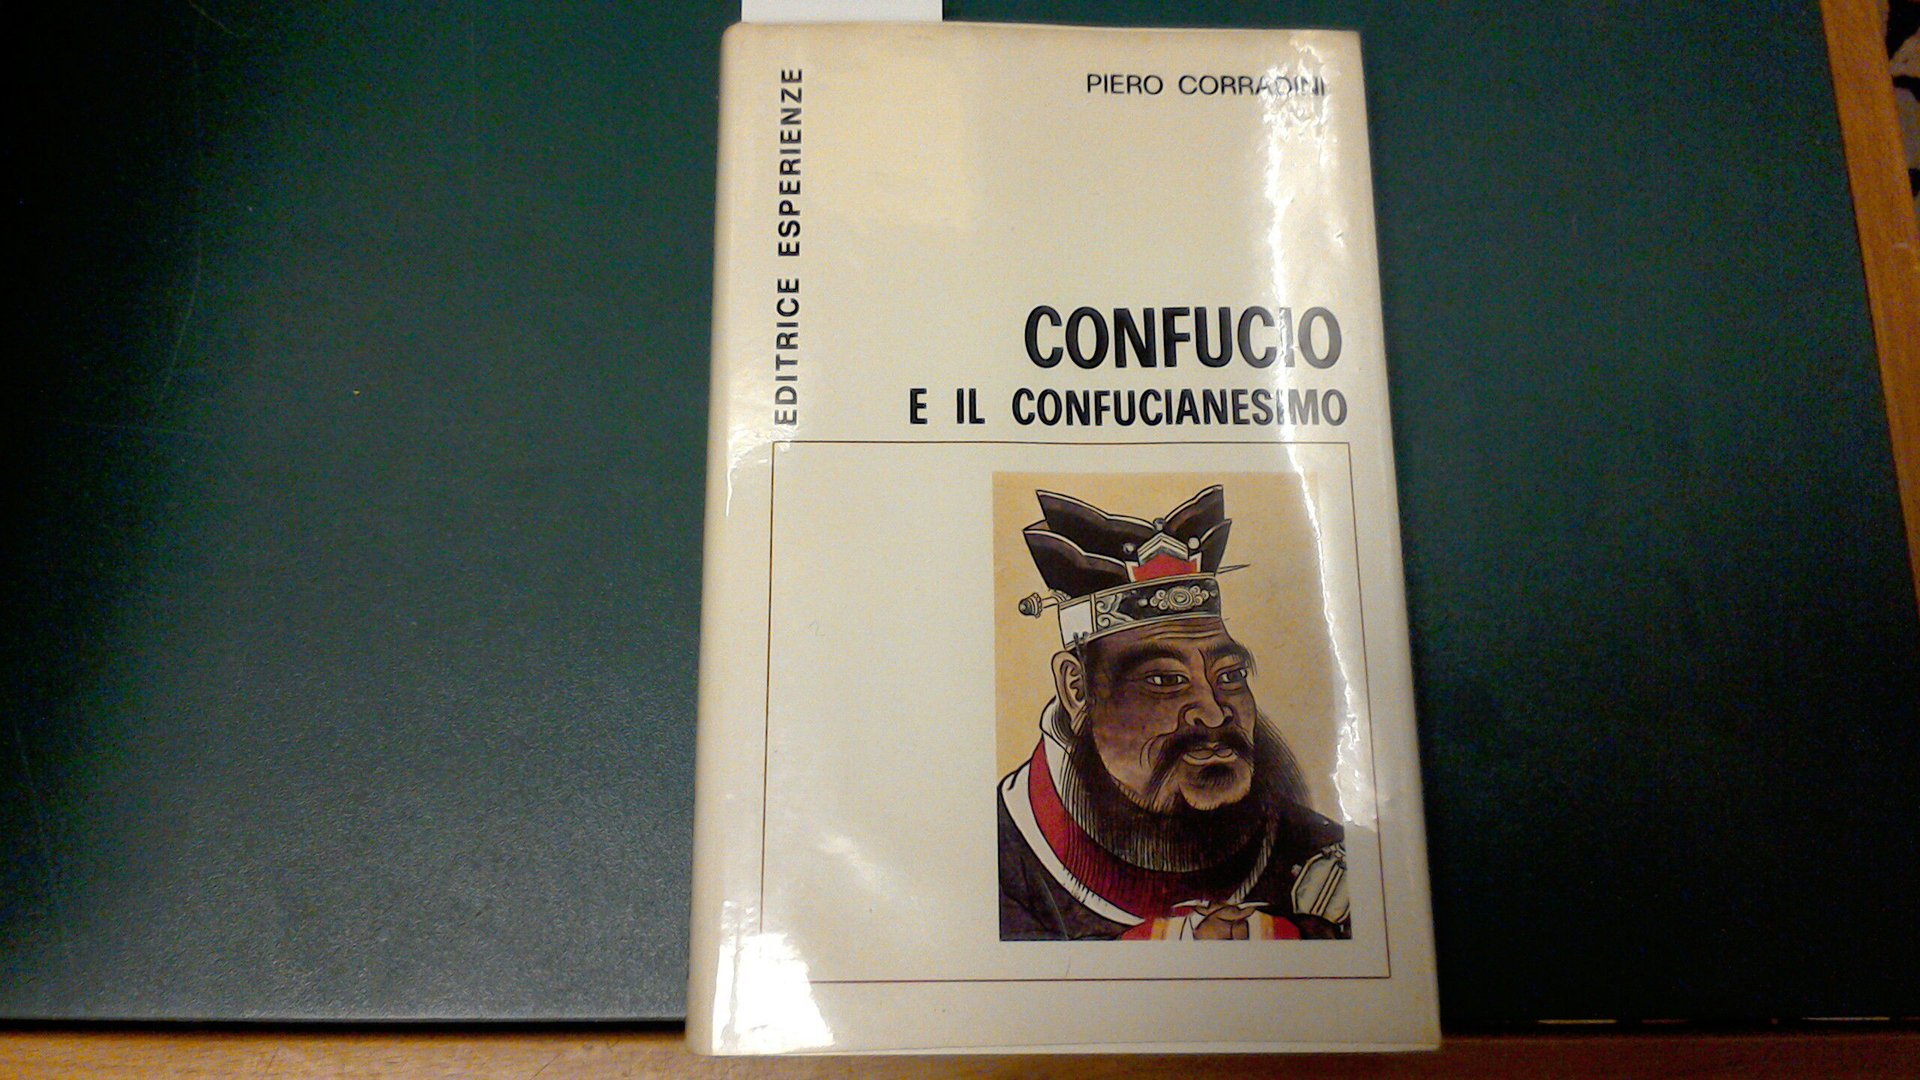 PIERO CORRADINI
EDITRICE ESPERIENZE
CONFUCIO
E IL CONFUCIANESIMO